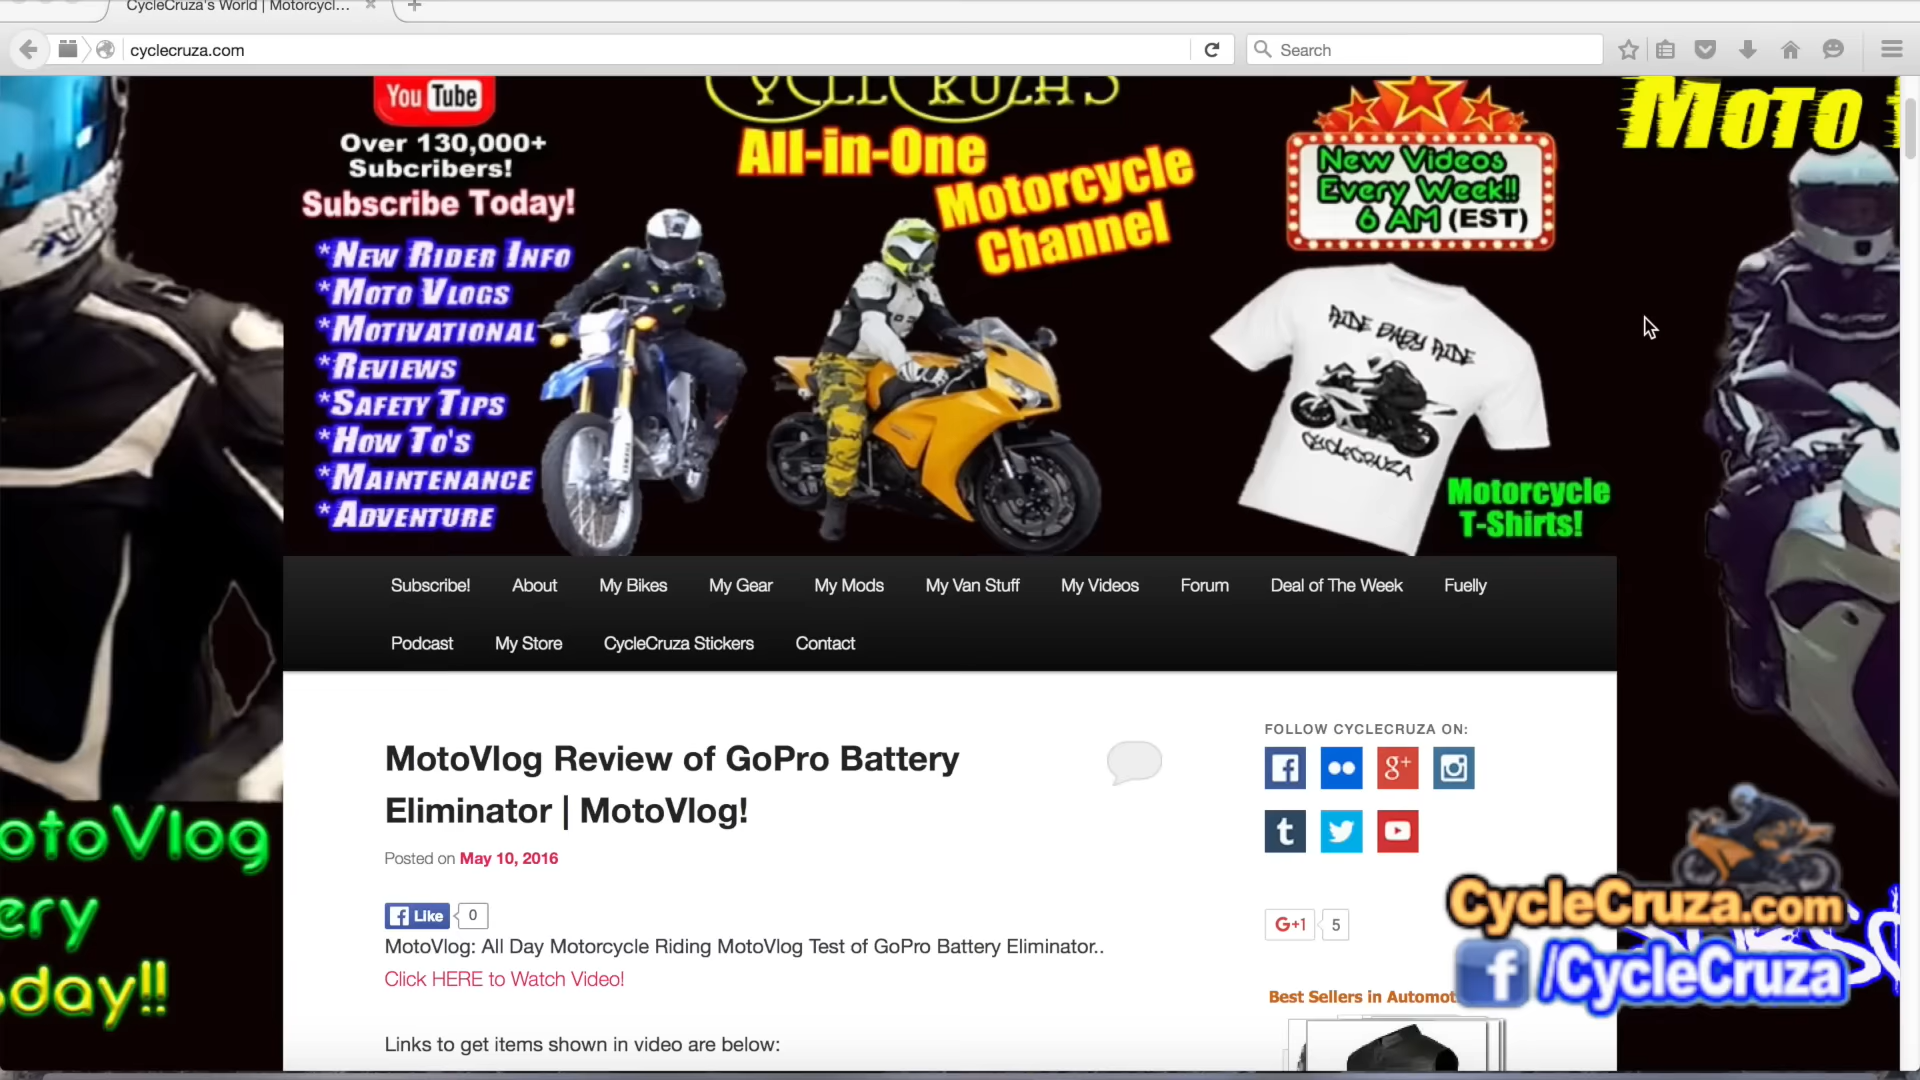 CycleCruza's World | Motorcycl...
cyclecruza.com
Search
You Tube
Over 130,000+
Subcribers!
Subscribe Today!
*New Rider Info
*Moto Vlogs
*Motivational
*Reviews
*Safety Tips
*How To's
*Maintenance
*Adventure
CYCLECRUZA'S
All-in-One
Motorcycle
Channel
New Videos
Every Week!!
6 AM (EST)
RIDE BABY RIDE
CYCLECRUZA
Motorcycle
T-Shirts!
Moto
YAMAHA
Subscribe! About My Bikes My Gear My Mods My Van Stuff My Videos Forum Deal of The Week Fuelly
Podcast My Store CycleCruza Stickers Contact
MotoVlog Review of GoPro Battery
Eliminator | MotoVlog!
Posted on May 10, 2016
Like 0
MotoVlog: All Day Motorcycle Riding MotoVlog Test of GoPro Battery Eliminator..
Click HERE to Watch Video!
Links to get items shown in video are below:
FOLLOW CYCLECRUZA ON:
G+1 5
Best Sellers in Automot
otoVlog
ery
oday!!
CycleCruza.com
f/CycleCruza